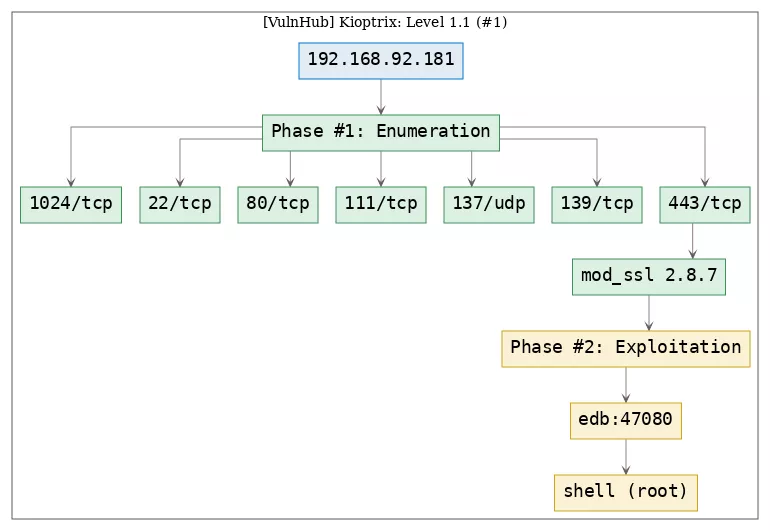 [VulnHub] Kioptrix: Level 1.1 (#1)
192.168.92.181
Phase #1: Enumeration
1024/tcp
22/tcp
80/tcp
111/tcp
137/udp
139/tcp
443/tcp
mod_ssl 2.8.7
Phase #2: Exploitation
edb:47080
shell (root)